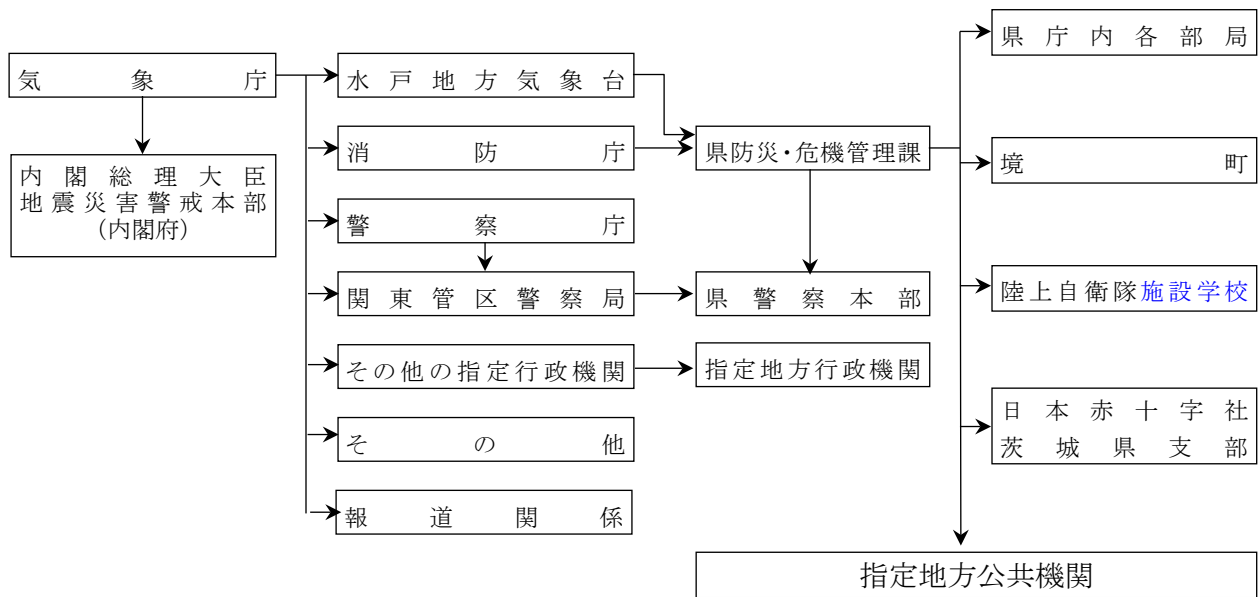 県庁内各部局
気象庁
水戸地方気象台
消防庁
県防災・危機管理課
境町
内閣総理大臣
地震災害警戒本部
(内閣府)
警察庁
関東管区警察局
県警察本部
陸上自衛隊施設学校
その他の指定行政機関
指定地方行政機関
その他
日本赤十字社
茨城県支部
報道関係
指定地方公共機関